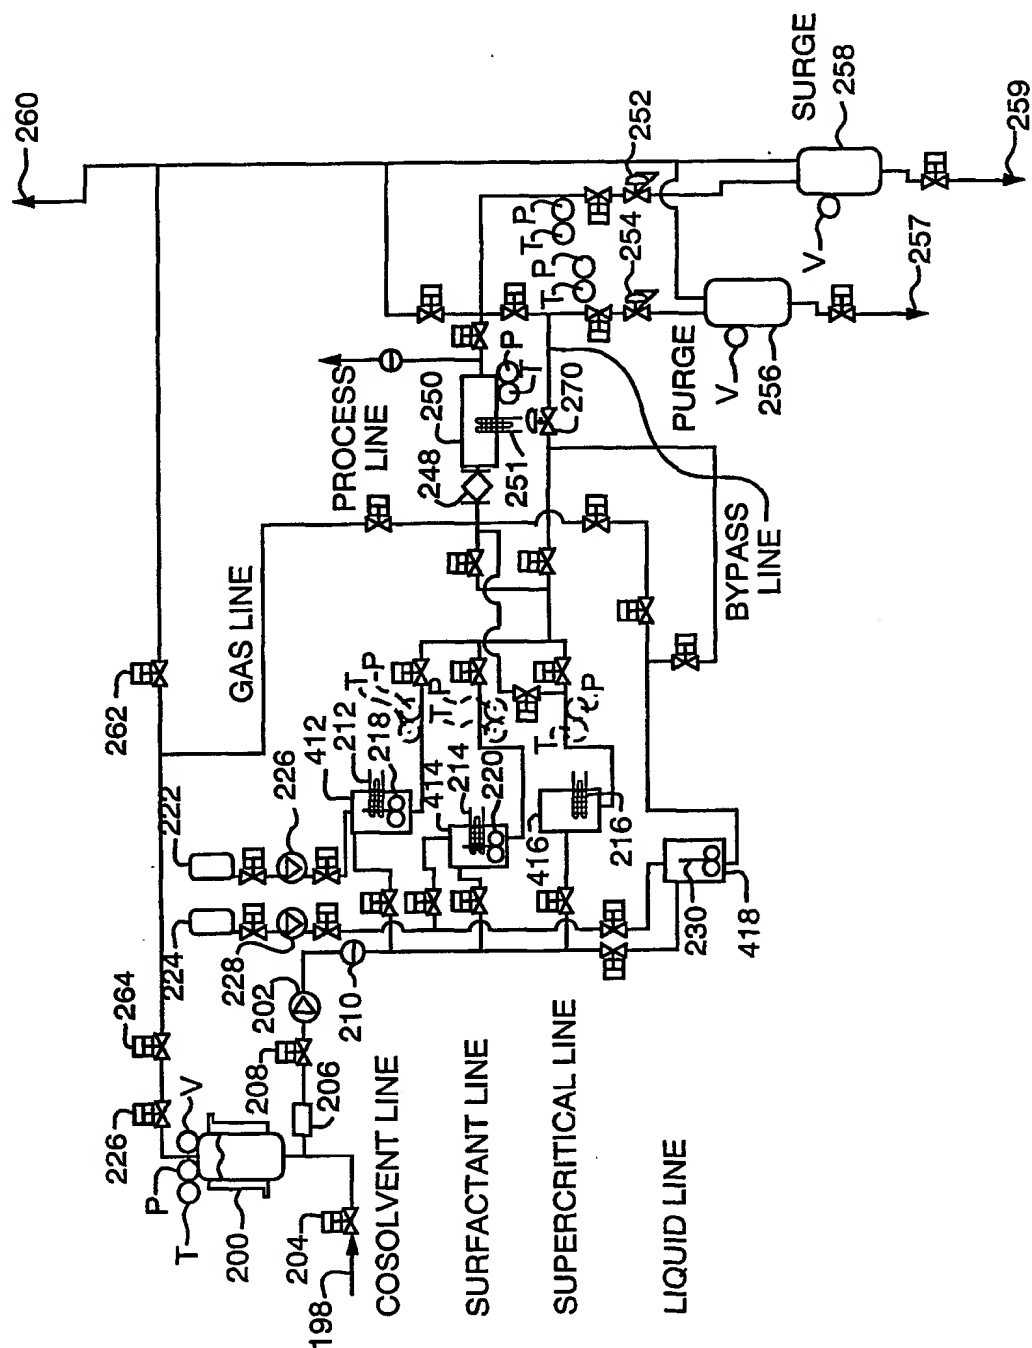 260
262
264
226
P
V
T
200
204
198
208
206
202
228
210
224
222
226
GAS LINE
412
212
218
T
P
414
214
220
T
P
416
216
T
P
230
418
COSOLVENT LINE
SURFACTANT LINE
SUPERCRITICAL LINE
LIQUID LINE
PROCESS
LINE
248
250
251
P
T
270
BYPASS
LINE
T
P
T
P
254
252
PURGE
V
256
257
SURGE
258
V
259